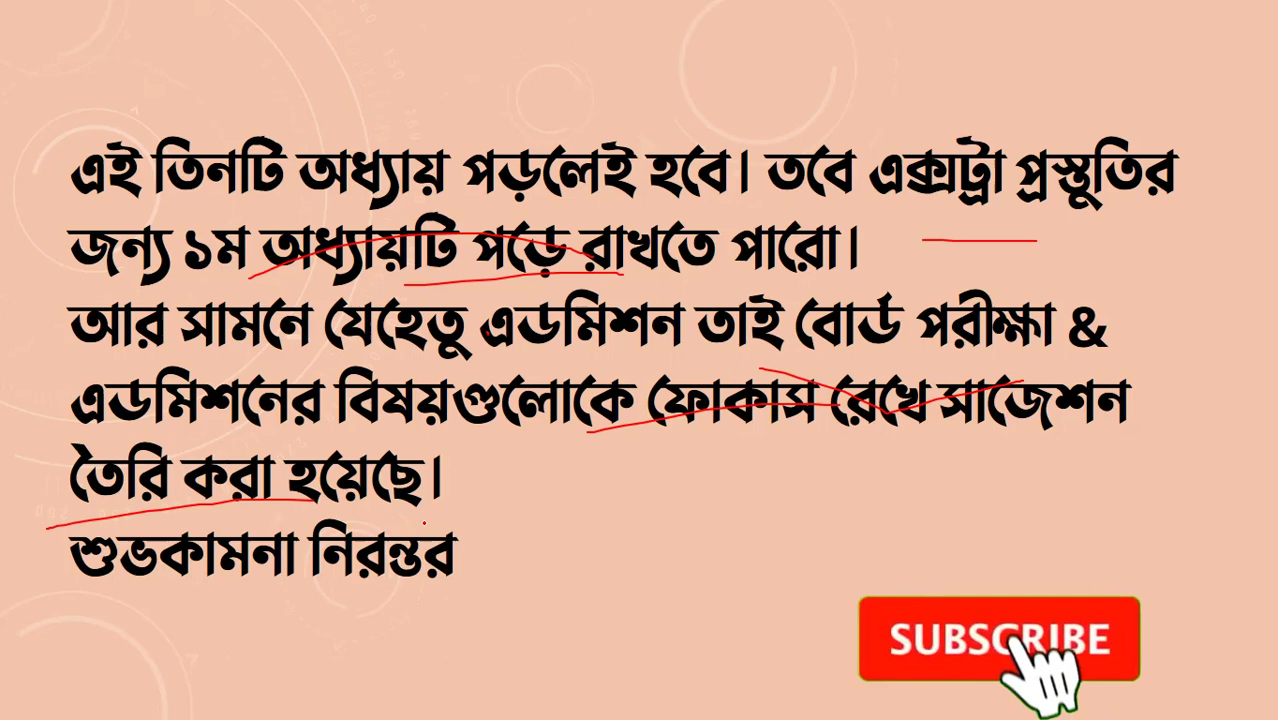 এই তিনটি অধ্যায় পড়লেই হবে। তবে এক্সট্রা প্রস্তুতির
জন্য ১ম অধ্যায়টি পড়ে রাখতে পারো।
আর সামনে যেহেতু এডমিশন তাই বোর্ড পরীক্ষা &
এডমিশনের বিষয়গুলোকে ফোকাস রেখে সাজেশন
তৈরি করা হয়েছে।
শুভকামনা নিরন্তর
SUBSCRIBE